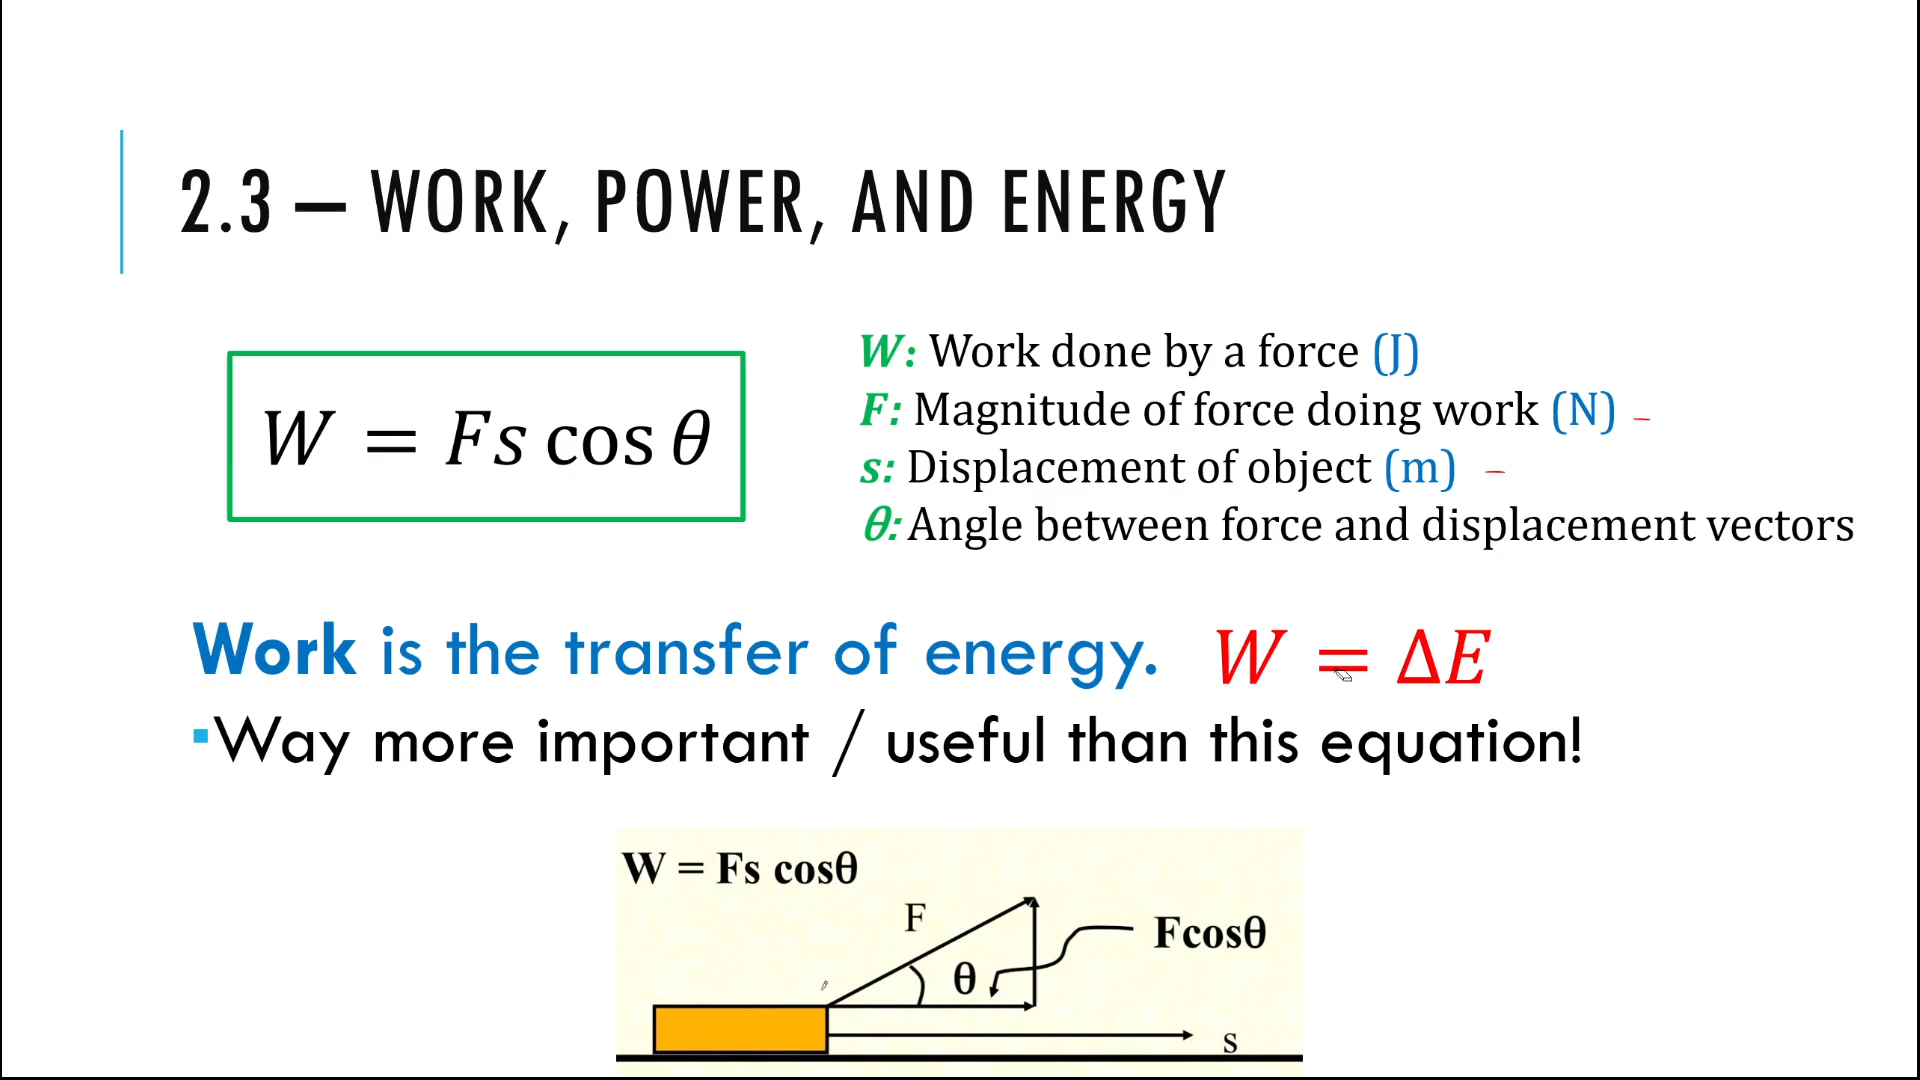 2.3 – WORK, POWER, AND ENERGY
W = Fs cos θ
W: Work done by a force (J)
F: Magnitude of force doing work (N)
s: Displacement of object (m)
θ: Angle between force and displacement vectors
Work is the transfer of energy. W = ΔE
▪Way more important / useful than this equation!
W = Fs cosθ
F
Fcosθ
θ
s